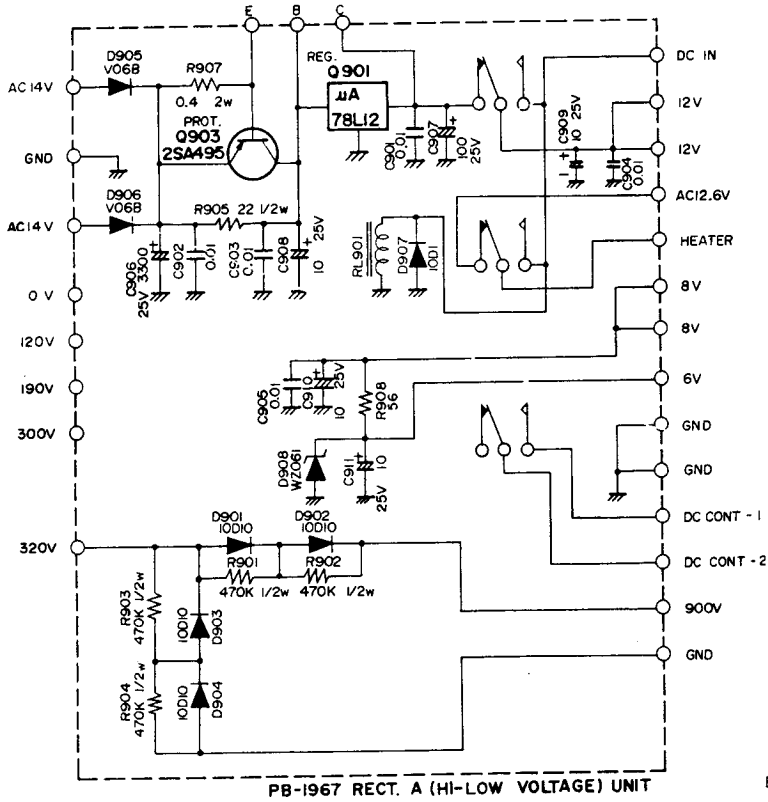 E
B
C
D905
V06B
R907
0.4 2W
PROT.
Q903
2SA495
REG.
Q901
μA
78L12
C901
0.01
C907
100
25V
C909
10 25V
C904
0.01
AC14V
GND
D906
V06B
AC14V
R905 22 1/2W
C906
3300
25V
C902
0.01
C903
0.01
C908
10
25V
RL901
D907
10D1
0V
120V
190V
300V
320V
C905
0.01
C910
10
25V
R908
56
D908
WZ061
C911
10
25V
D901
10D10
D902
10D10
R901
470K 1/2W
R902
470K 1/2W
R903
470K 1/2W
R904
470K 1/2W
10D10
D903
10D10
D904
DC IN
12V
12V
AC12.6V
HEATER
8V
8V
6V
GND
GND
DC CONT-1
DC CONT-2
900V
GND
PB-1967 RECT. A (HI-LOW VOLTAGE) UNIT